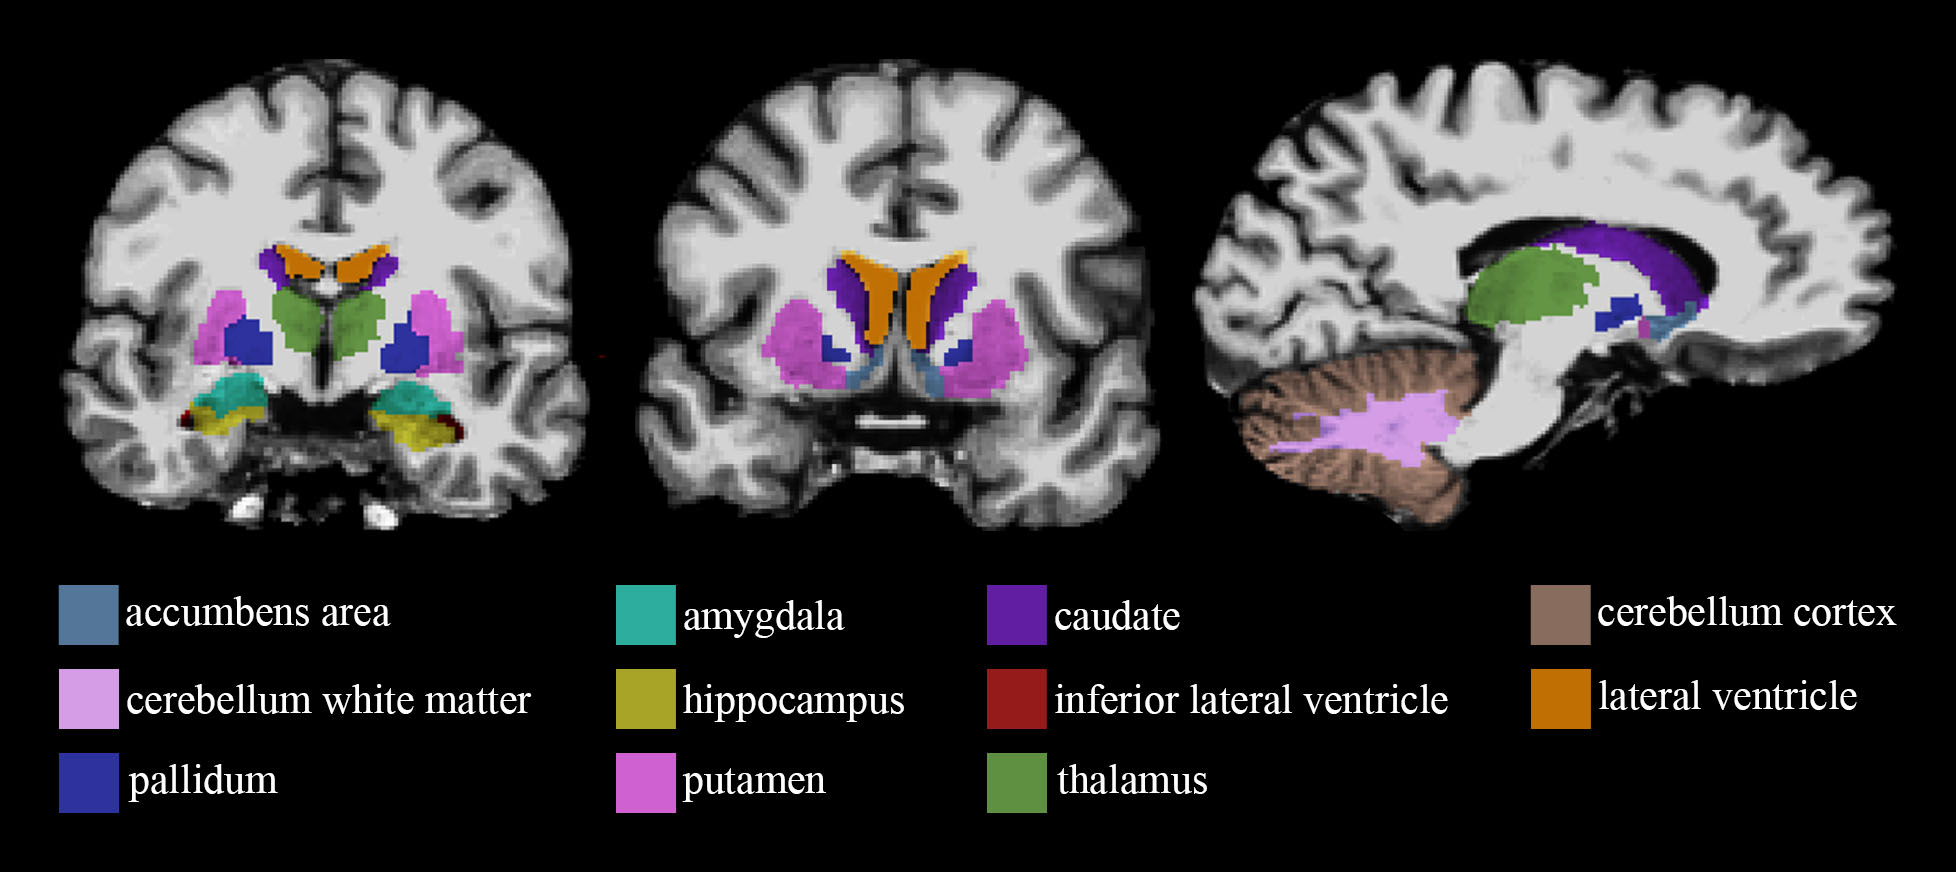 accumbens area
amygdala
caudate
cerebellum cortex
cerebellum white matter
hippocampus
inferior lateral ventricle
lateral ventricle
pallidum
putamen
thalamus